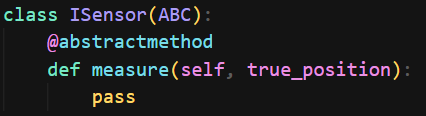 class ISensor(ABC):
    @abstractmethod
    def measure(self, true_position):
        pass